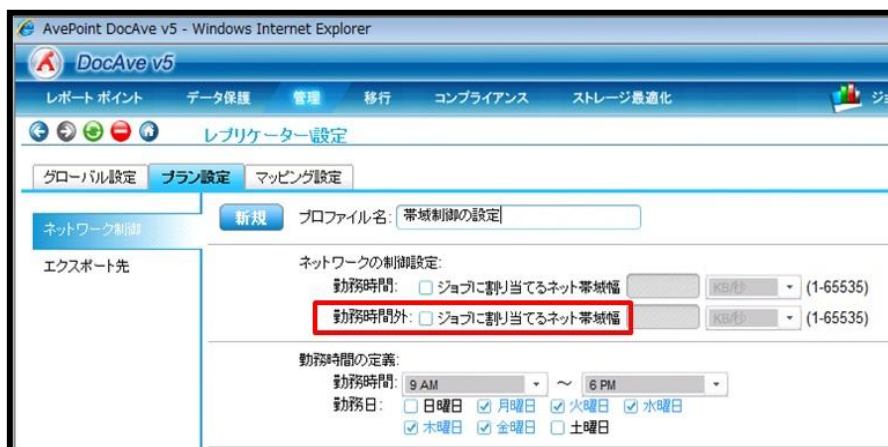 AvePoint DocAve v5 - Windows Internet Explorer
DocAve v5
レポート ポイント データ保護 管理 移行 コンプライアンス ストレージ最適化 ジョ
レプリケーター\設定
グローバル設定 プラン設定 マッピング設定
新規 プロファイル名: 帯域制御の設定
ネットワーク制御
エクスポート先
ネットワークの制御設定:
勤務時間: ジョブに割り当てるネット帯域幅 KB/秒 (1-65535)
勤務時間外: ジョブに割り当てるネット帯域幅 KB/秒 (1-65535)
勤務時間の定義:
勤務時間: 9 AM ～ 6 PM
勤務日: 日曜日 月曜日 火曜日 水曜日
木曜日 金曜日 土曜日